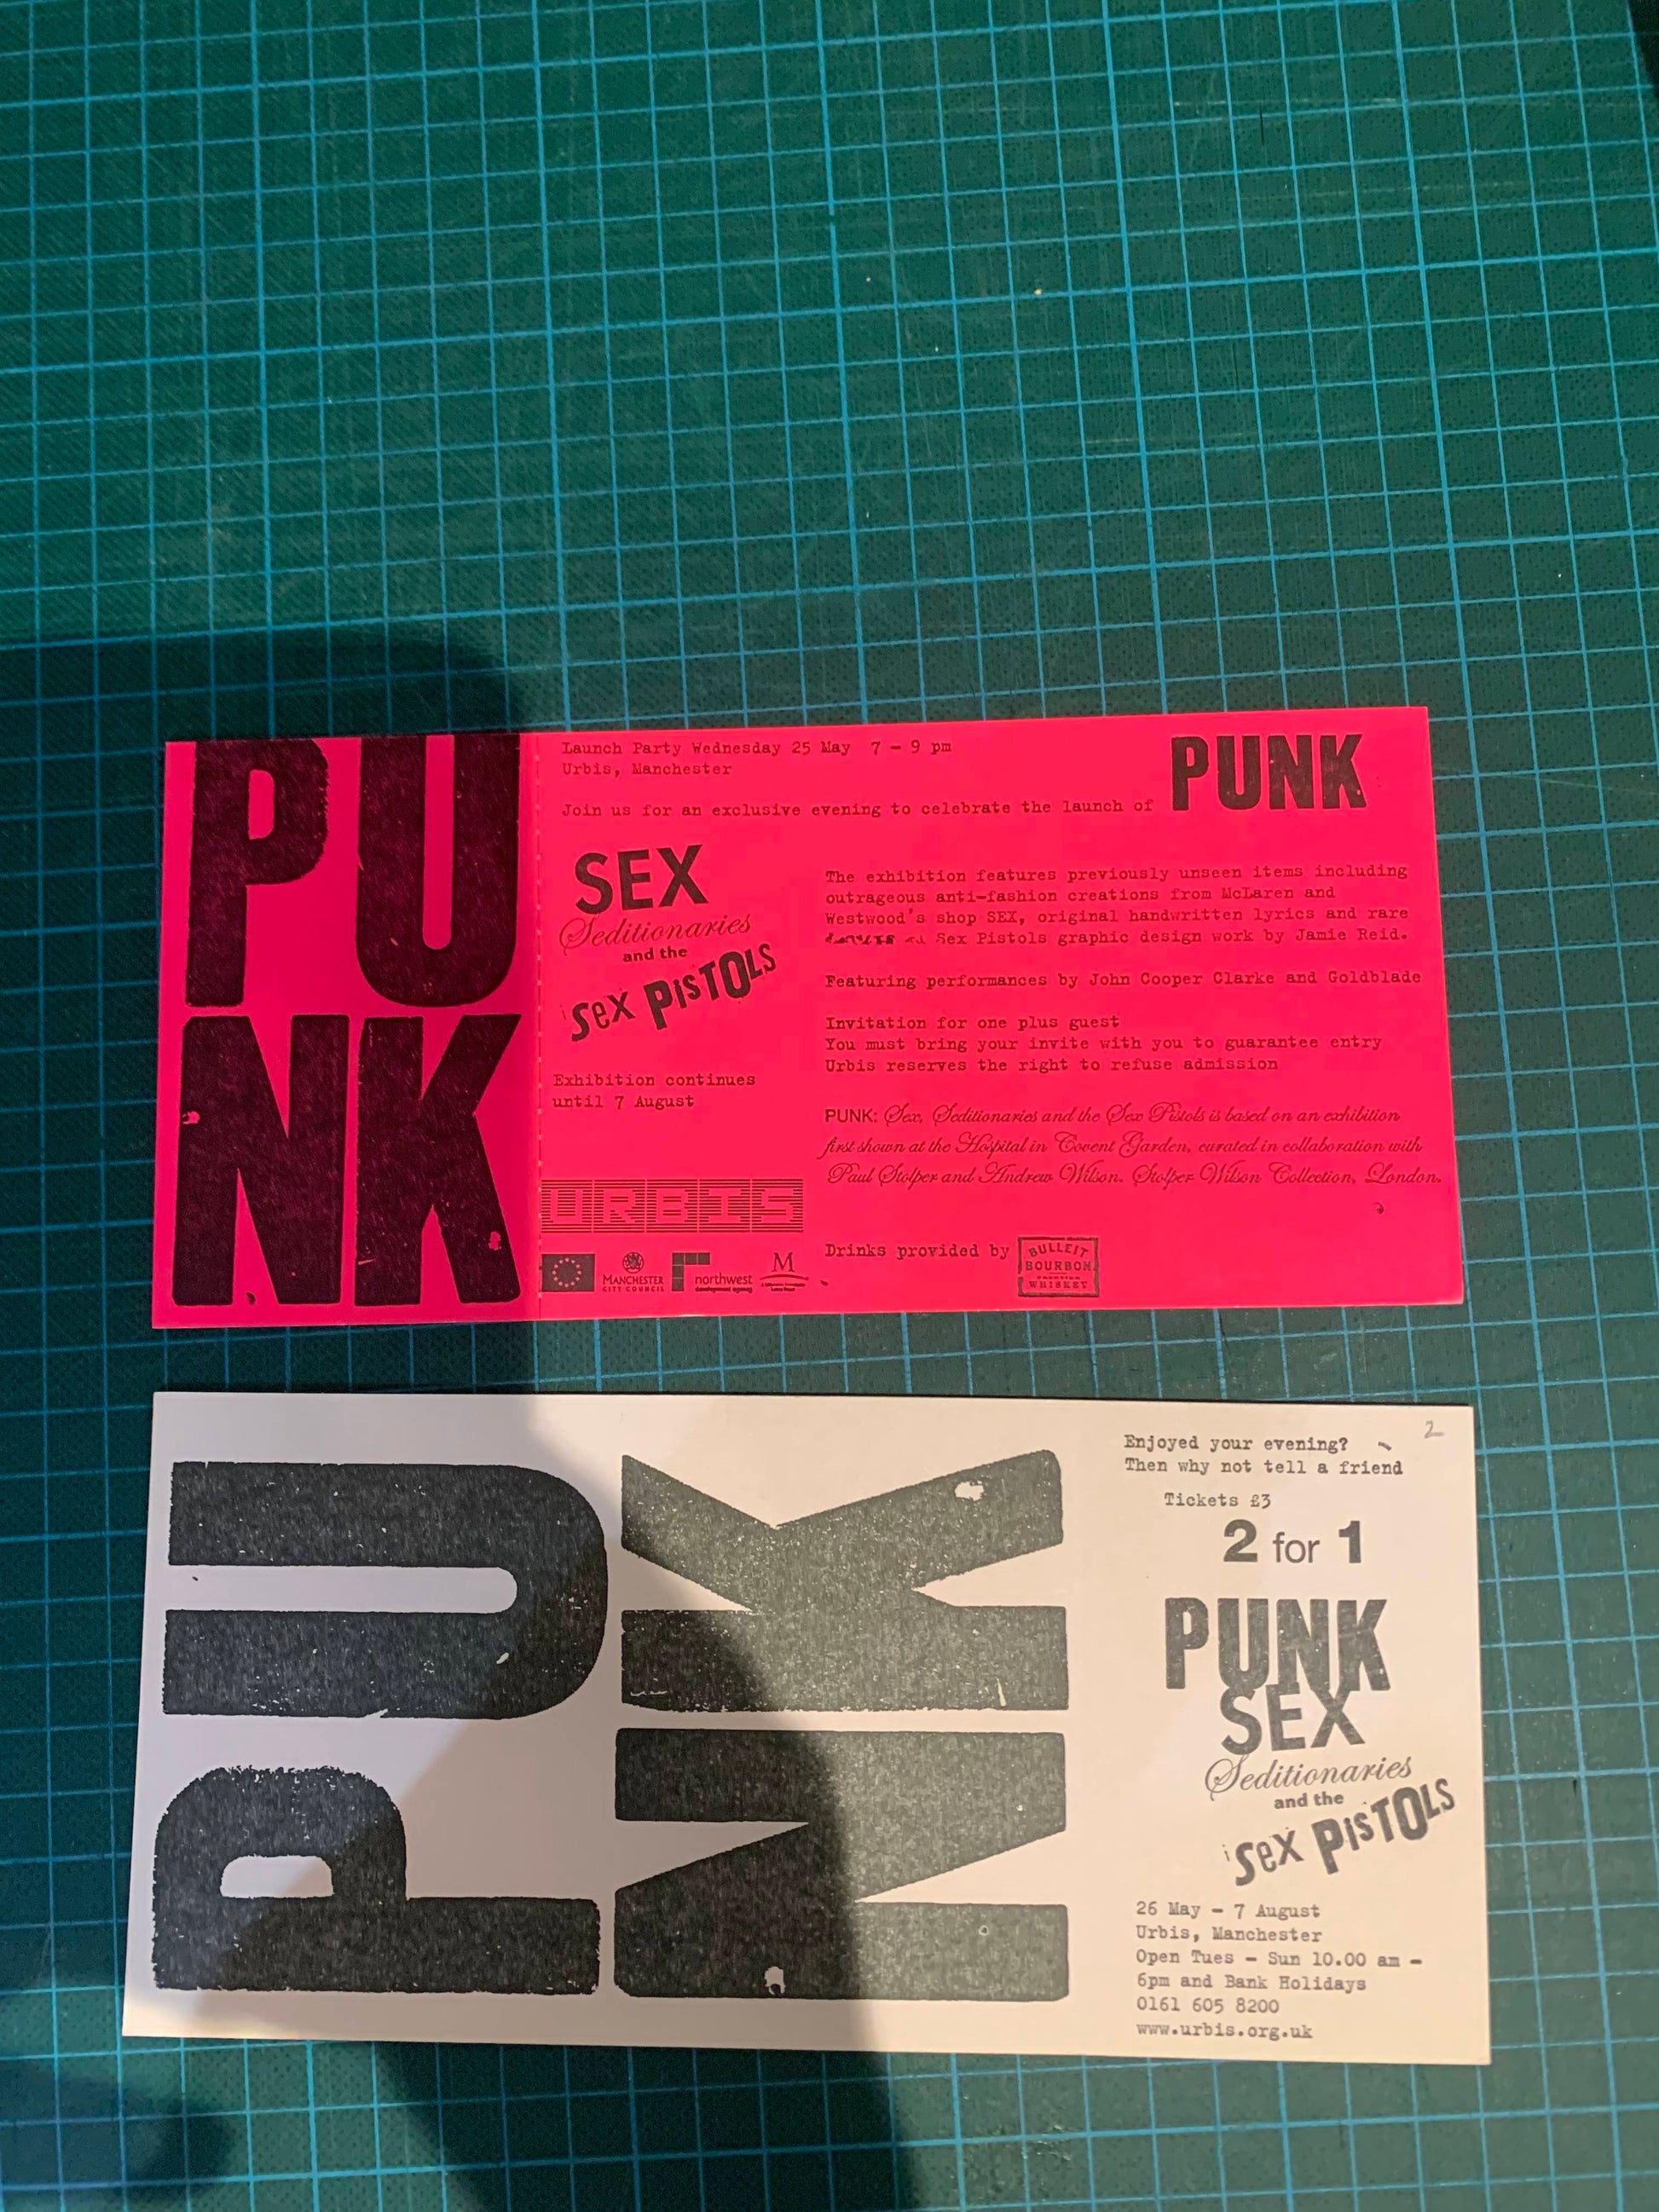 PU
NK
Launch Party Wednesday 25 May 7 - 9 pm
Urbis, Manchester
Join us for an exclusive evening to celebrate the launch of PUNK
SEX
Seditionaries
and the
Sex PisTOLS
Exhibition continues
until 7 August
The exhibition features previously unseen items including
outrageous anti-fashion creations from McLaren and
Westwood's shop SEX, original handwritten lyrics and rare
Sex Pistols graphic design work by Jamie Reid.
Featuring performances by John Cooper Clarke and Goldblade
Invitation for one plus guest
You must bring your invite with you to guarantee entry
Urbis reserves the right to refuse admission
PUNK: Sex, Seditionaries and the Sex Pistols is based on an exhibition
first shown at the Hospital in Covent Garden, curated in collaboration with
Paul Stolper and Andrew Wilson. Stolper Wilson Collection, London.
URBIS
MANCHESTER
CITY COUNCIL
northwest
development agency
M
Drinks provided by
BULLEIT
BOURBON
FRONTIER
WHISKEY
PU
NK
2
Enjoyed your evening?
Then why not tell a friend
Tickets £3
2 for 1
PUNK
SEX
Seditionaries
and the
Sex PisTOLS
26 May - 7 August
Urbis, Manchester
Open Tues - Sun 10.00 am -
6pm and Bank Holidays
0161 605 8200
www.urbis.org.uk